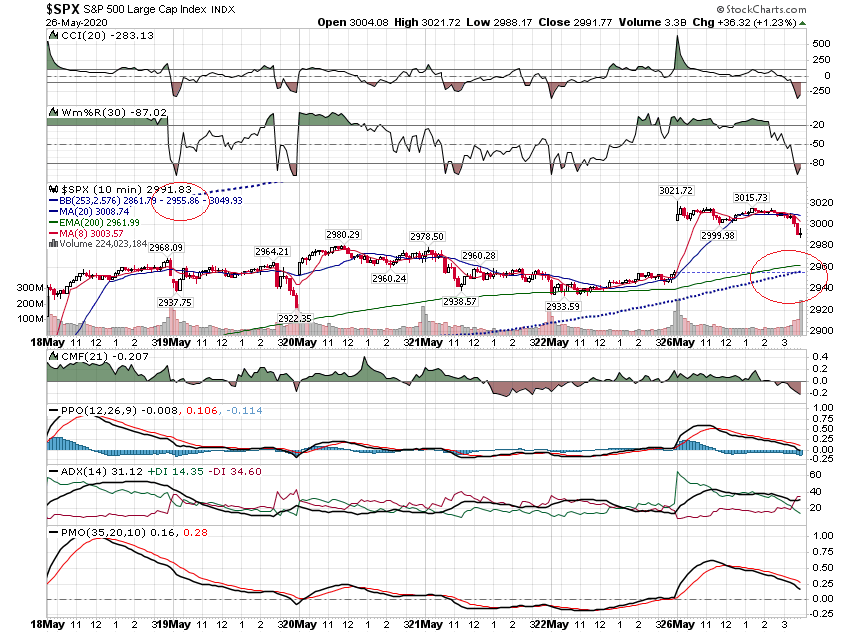 $SPX S&P 500 Large Cap Index INDX
© StockCharts.com
26-May-2020
Open 3004.08 High 3021.72 Low 2988.17 Close 2991.77 Volume 3.3B Chg +36.32 (+1.23%)
CCI(20) -283.13
500
250
0
-250
Wm%R(30) -87.02
-20
-50
-80
$SPX (10 min) 2991.83
BB(253,2.576) 2861.79 - 2955.86 - 3049.93
MA(20) 3008.74
EMA(200) 2961.99
MA(8) 3003.57
Volume 224,023,184
2968.09
2937.75
2964.21
2922.35
2980.29
2960.24
2978.50
2938.57
2960.28
2933.59
3021.72
2999.98
3015.73
3020
3000
2980
2960
2940
2920
2900
300M
200M
100M
18May 11 12 1 2 3 19May 11 12 1 2 3 20May 11 12 1 2 3 21May 11 12 1 2 3 22May 11 12 1 2 3 26May 11 12 1 2 3
CMF(21) -0.207
0.4
0.2
0.0
-0.2
PPO(12,26,9) -0.008, 0.106, -0.114
1.00
0.75
0.50
0.25
0.00
0.25
ADX(14) 31.12 +DI 14.35 -DI 34.60
60
40
20
PMO(35,20,10) 0.16, 0.28
1.00
0.75
0.50
0.25
0.00
-0.25
18May 11 12 1 2 3 19May 11 12 1 2 3 20May 11 12 1 2 3 21May 11 12 1 2 3 22May 11 12 1 2 3 26May 11 12 1 2 3